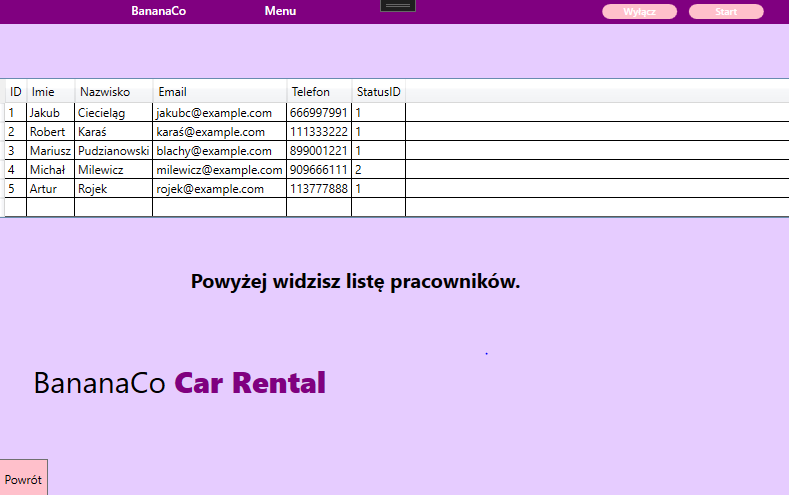 BananaCo Menu Wyłącz Start
ID Imie Nazwisko Email Telefon StatusID
1 Jakub Ciecieląg jakubc@example.com 666997991 1
2 Robert Karaś karaś@example.com 111333222 1
3 Mariusz Pudzianowski blachy@example.com 899001221 1
4 Michał Milewicz milewicz@example.com 909666111 2
5 Artur Rojek rojek@example.com 113777888 1
Powyżej widzisz listę pracowników.
BananaCo Car Rental
Powrót